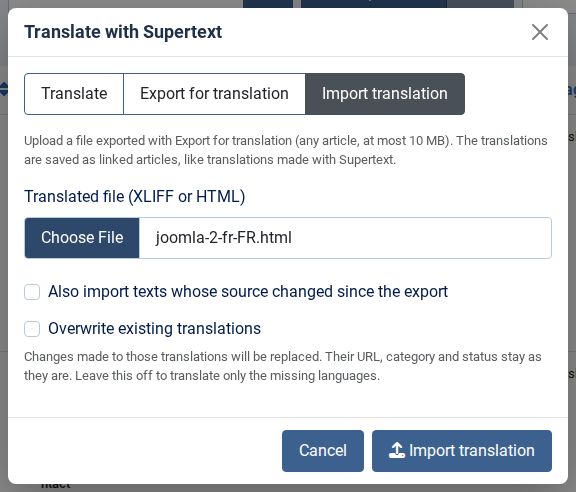 Translate with Supertext
Translate
Export for translation
Import translation
Upload a file exported with Export for translation (any article, at most 10 MB). The translations
are saved as linked articles, like translations made with Supertext.
Translated file (XLIFF or HTML)
Choose File
joomla-2-fr-FR.html
Also import texts whose source changed since the export
Overwrite existing translations
Changes made to those translations will be replaced. Their URL, category and status stay as
they are. Leave this off to translate only the missing languages.
Cancel
Import translation